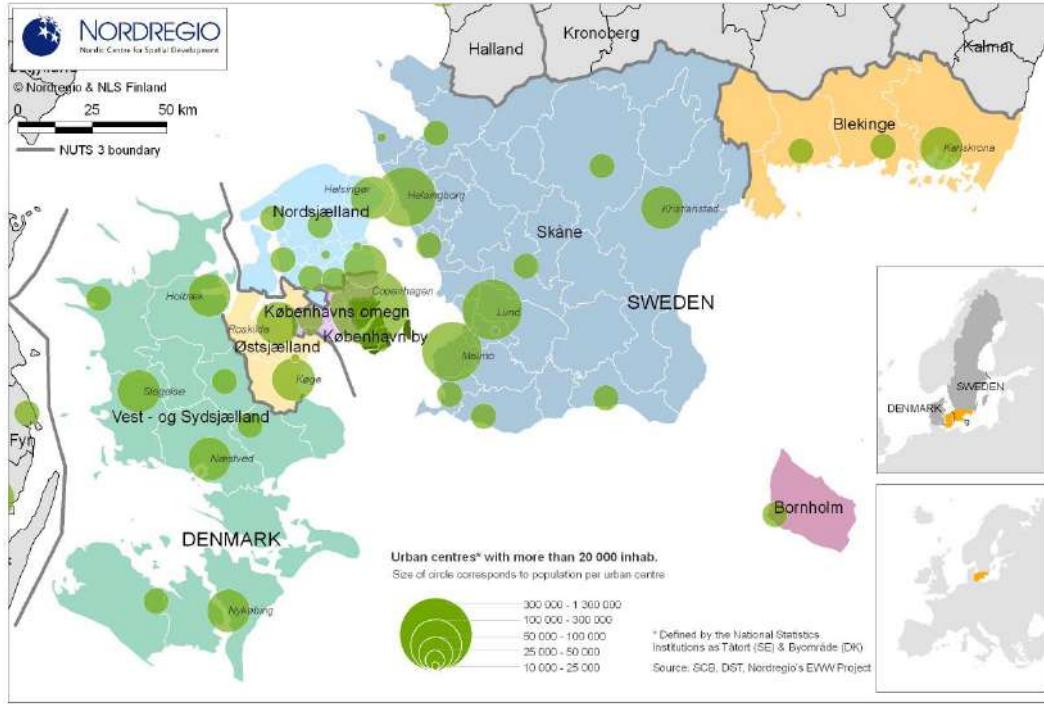 NORDREGIO
Nordic Centre for Spatial Development
© Nordregio & NLS Finland
0 25 50 km
NUTS 3 boundary
Halland
Kronoberg
Kalmar
Blekinge
Karlskrona
Helsingør
Helsingborg
Nordsjælland
Kristianstad
Skåne
Holbæk
Copenhagen
Københavns omegn
SWEDEN
Roskilde
København by
Lund
Østsjælland
Malmö
Køge
Slagelse
Vest - og Sydsjælland
Fyn
Næstved
SWEDEN
DENMARK
Bornholm
DENMARK
Nykøbing
Urban centres* with more than 20 000 inhab.
Size of circle corresponds to population per urban centre
300 000 - 1 300 000
100 000 - 300 000
50 000 - 100 000
25 000 - 50 000
10 000 - 25 000
* Defined by the National Statistics
Institutions as Tätort (SE) & Byområde (DK)
Source: SCB, DST, Nordregio's EWW Project